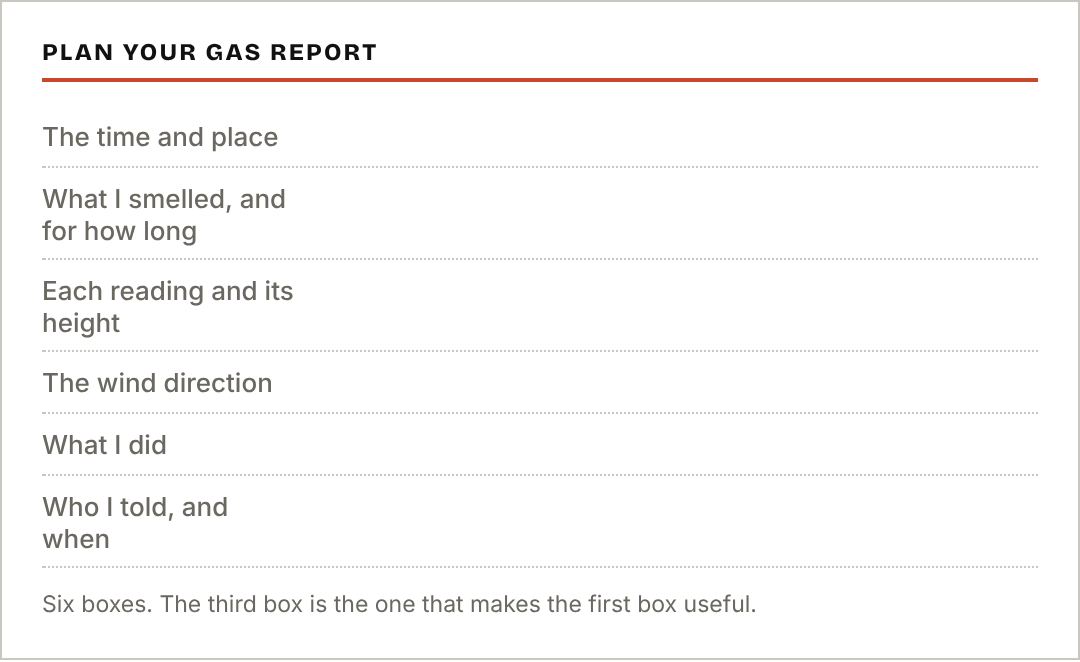 PLAN YOUR GAS REPORT
The time and place
What I smelled, and
for how long
Each reading and its
height
The wind direction
What I did
Who I told, and
when
Six boxes. The third box is the one that makes the first box useful.